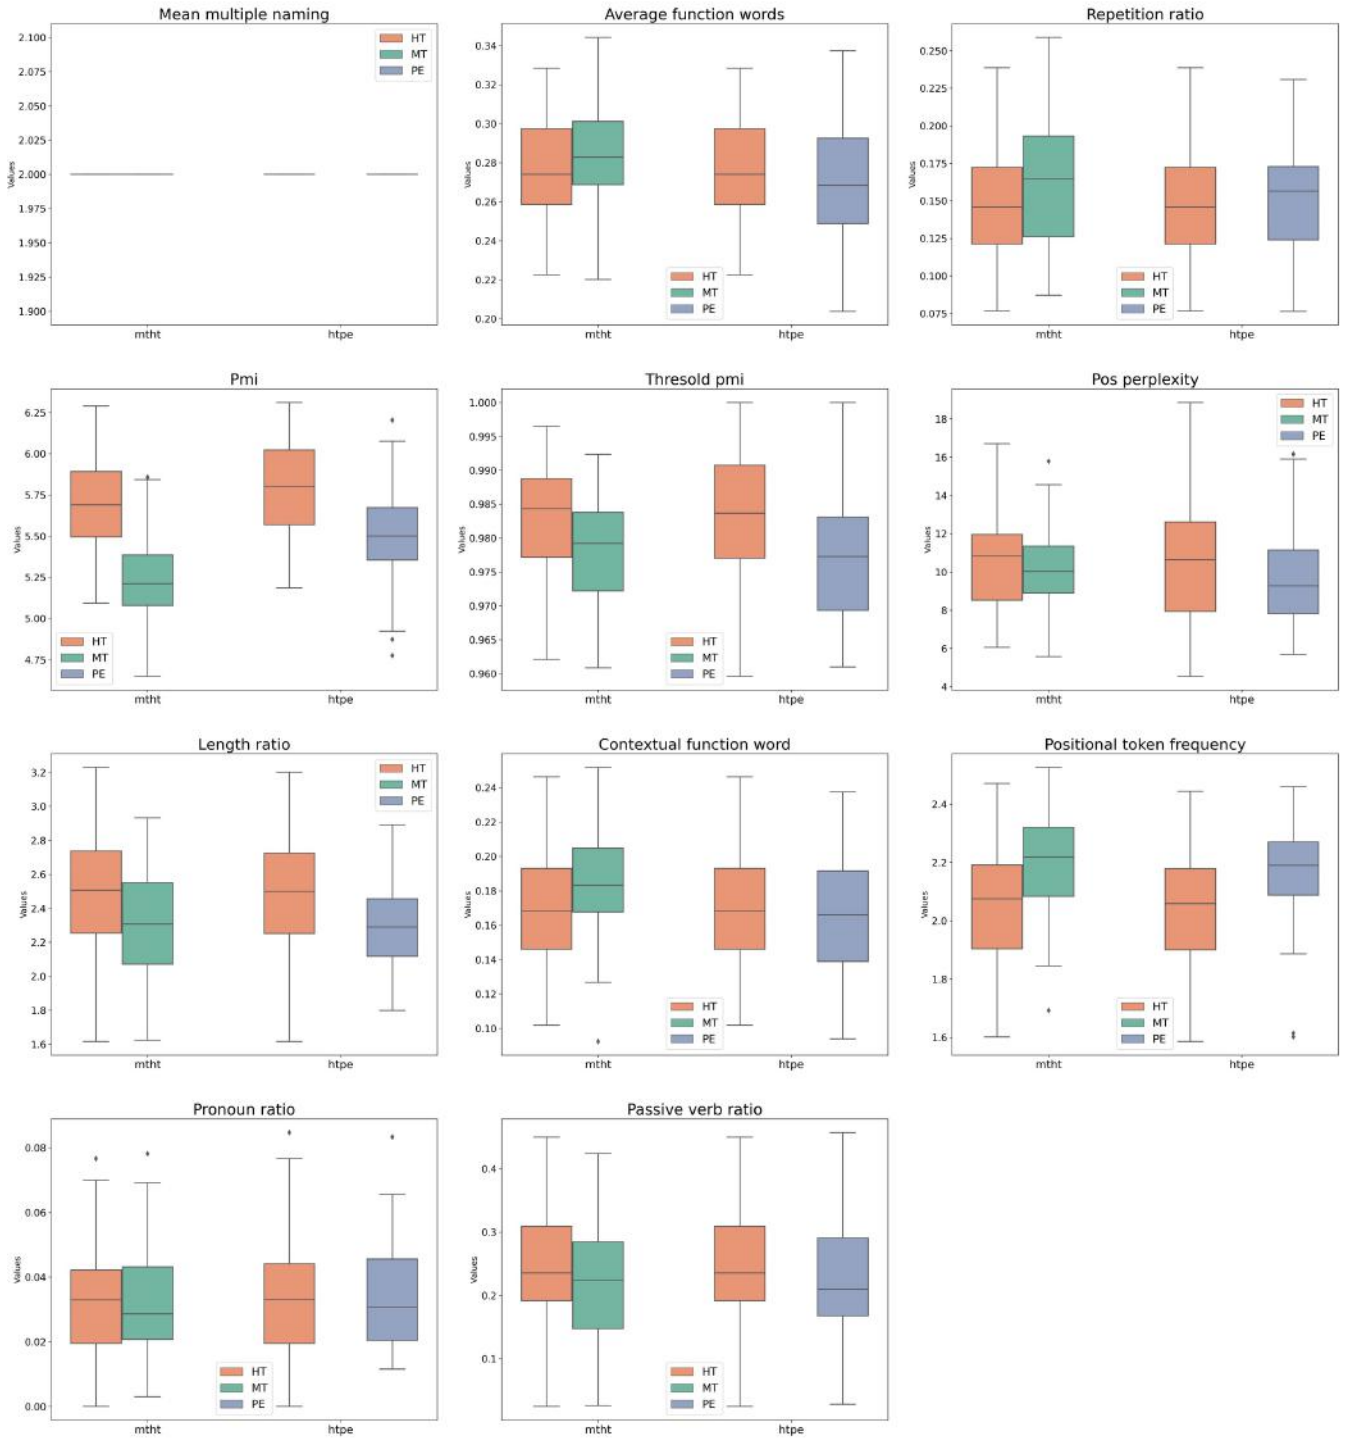 Mean multiple naming
Values
2.100
2.075
2.050
2.025
2.000
1.975
1.950
1.925
1.900
HT
MT
PE
mtht
htpe
Average function words
Values
0.34
0.32
0.30
0.28
0.26
0.24
0.22
0.20
HT
MT
PE
mtht
htpe
Repetition ratio
Values
0.250
0.225
0.200
0.175
0.150
0.125
0.100
0.075
HT
MT
PE
mtht
htpe
Pmi
Values
6.25
6.00
5.75
5.50
5.25
5.00
4.75
HT
MT
PE
mtht
htpe
Thresold pmi
Values
1.000
0.995
0.990
0.985
0.980
0.975
0.970
0.965
0.960
HT
MT
PE
mtht
htpe
Pos perplexity
Values
18
16
14
12
10
8
6
4
HT
MT
PE
mtht
htpe
Length ratio
Values
3.2
3.0
2.8
2.6
2.4
2.2
2.0
1.8
1.6
HT
MT
PE
mtht
htpe
Contextual function word
Values
0.24
0.22
0.20
0.18
0.16
0.14
0.12
0.10
HT
MT
PE
mtht
htpe
Positional token frequency
Values
2.4
2.2
2.0
1.8
1.6
HT
MT
PE
mtht
htpe
Pronoun ratio
Values
0.08
0.06
0.04
0.02
0.00
HT
MT
PE
mtht
htpe
Passive verb ratio
Values
0.4
0.3
0.2
0.1
HT
MT
PE
mtht
htpe